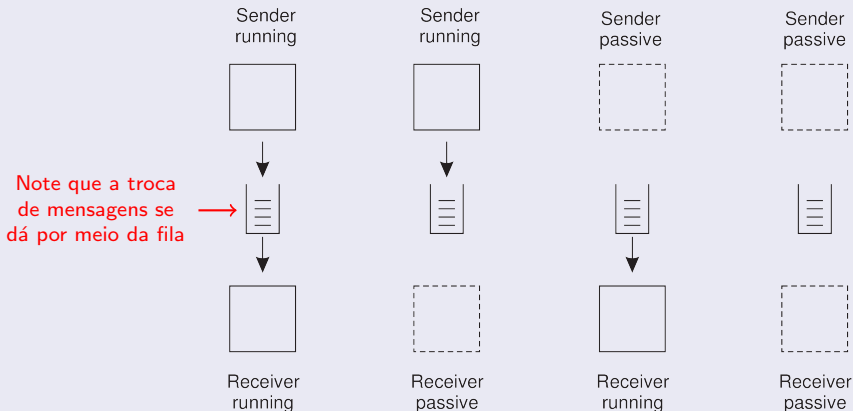 Sender
running
Sender
running
Sender
passive
Sender
passive
Note que a troca
de mensagens se
dá por meio da fila
Receiver
running
Receiver
passive
Receiver
running
Receiver
passive